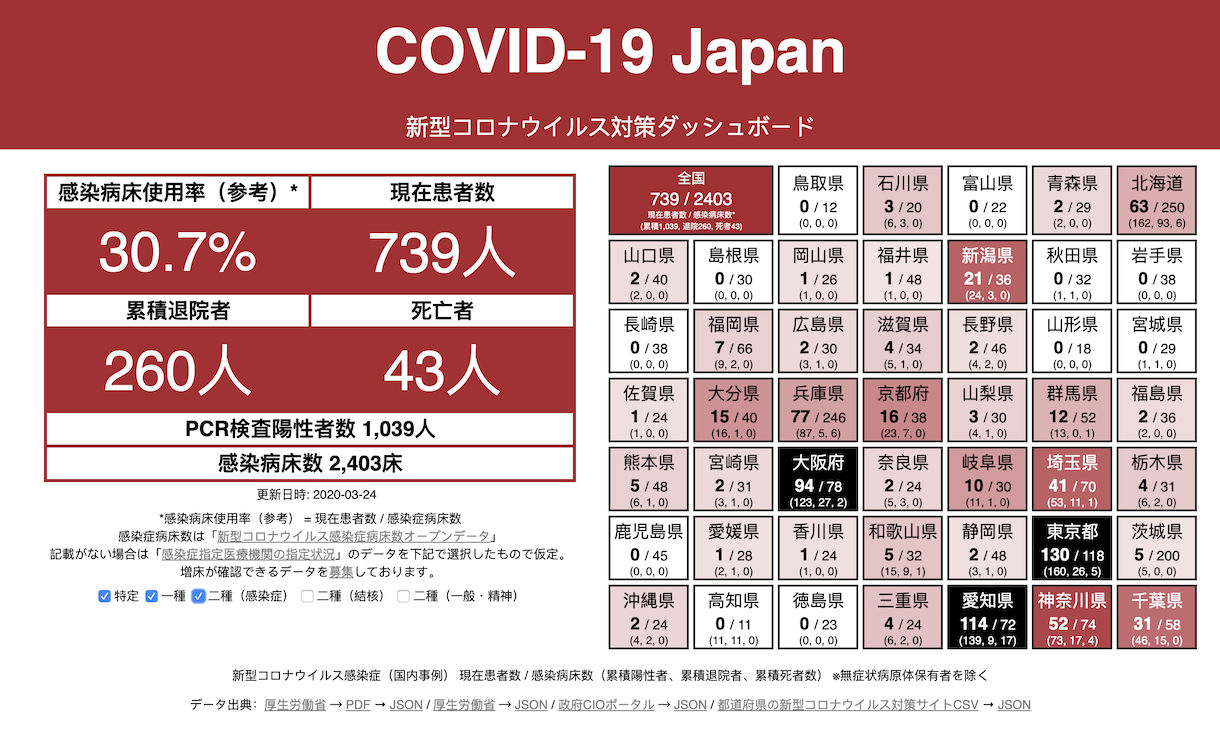 COVID-19 Japan
新型コロナウイルス対策ダッシュボード
感染病床使用率（参考）* 現在患者数
30.7% 739人
累積退院者 死亡者
260人 43人
PCR検査陽性者数 1,039人
感染病床数 2,403床
更新日時: 2020-03-24
*感染病床使用率（参考）= 現在患者数 / 感染症病床数
感染症病床数は「新型コロナウイルス感染症病床数オープンデータ」
記載がない場合は「感染症指定医療機関の指定状況」のデータを下記で選択したもので仮定。
増床が確認できるデータを募集しております。
特定 一種 二種（感染症） 二種（結核） 二種（一般・精神）
全国 鳥取県 石川県 富山県 青森県 北海道
739 / 2403 0 / 12 3 / 20 0 / 22 2 / 29 63 / 250
現在患者数 / 感染病床数*
(累積1,039, 退院260, 死者43) (0, 0, 0) (6, 3, 0) (0, 0, 0) (2, 0, 0) (162, 93, 6)
山口県 島根県 岡山県 福井県 新潟県 秋田県 岩手県
2 / 40 0 / 30 1 / 26 1 / 48 21 / 36 0 / 32 0 / 38
(2, 0, 0) (0, 0, 0) (1, 0, 0) (1, 0, 0) (24, 3, 0) (1, 1, 0) (0, 0, 0)
長崎県 福岡県 広島県 滋賀県 長野県 山形県 宮城県
0 / 38 7 / 66 2 / 30 4 / 34 2 / 46 0 / 18 0 / 29
(0, 0, 0) (9, 2, 0) (3, 1, 0) (5, 1, 0) (4, 2, 0) (0, 0, 0) (1, 1, 0)
佐賀県 大分県 兵庫県 京都府 山梨県 群馬県 福島県
1 / 24 15 / 40 77 / 246 16 / 38 3 / 30 12 / 52 2 / 36
(1, 0, 0) (16, 1, 0) (87, 5, 6) (23, 7, 0) (4, 1, 0) (13, 0, 1) (2, 0, 0)
熊本県 宮崎県 大阪府 奈良県 岐阜県 埼玉県 栃木県
5 / 48 2 / 31 94 / 78 2 / 24 10 / 30 41 / 70 4 / 31
(6, 1, 0) (3, 1, 0) (123, 27, 2) (5, 3, 0) (11, 1, 0) (53, 11, 1) (6, 2, 0)
鹿児島県 愛媛県 香川県 和歌山県 静岡県 東京都 茨城県
0 / 45 1 / 28 1 / 24 5 / 32 2 / 48 130 / 118 5 / 200
(0, 0, 0) (2, 1, 0) (1, 0, 0) (15, 9, 1) (3, 1, 0) (160, 26, 5) (5, 0, 0)
沖縄県 高知県 徳島県 三重県 愛知県 神奈川県 千葉県
2 / 24 0 / 11 0 / 23 4 / 24 114 / 72 52 / 74 31 / 58
(4, 2, 0) (11, 11, 0) (0, 0, 0) (6, 2, 0) (139, 9, 17) (73, 17, 4) (46, 15, 0)
新型コロナウイルス感染症（国内事例） 現在患者数 / 感染病床数（累積陽性者、累積退院者、累積死者数） ※無症状病原体保有者を除く
データ出典: 厚生労働省 → PDF → JSON / 厚生労働省 → JSON / 政府CIOポータル → JSON / 都道府県の新型コロナウイルス対策サイトCSV → JSON